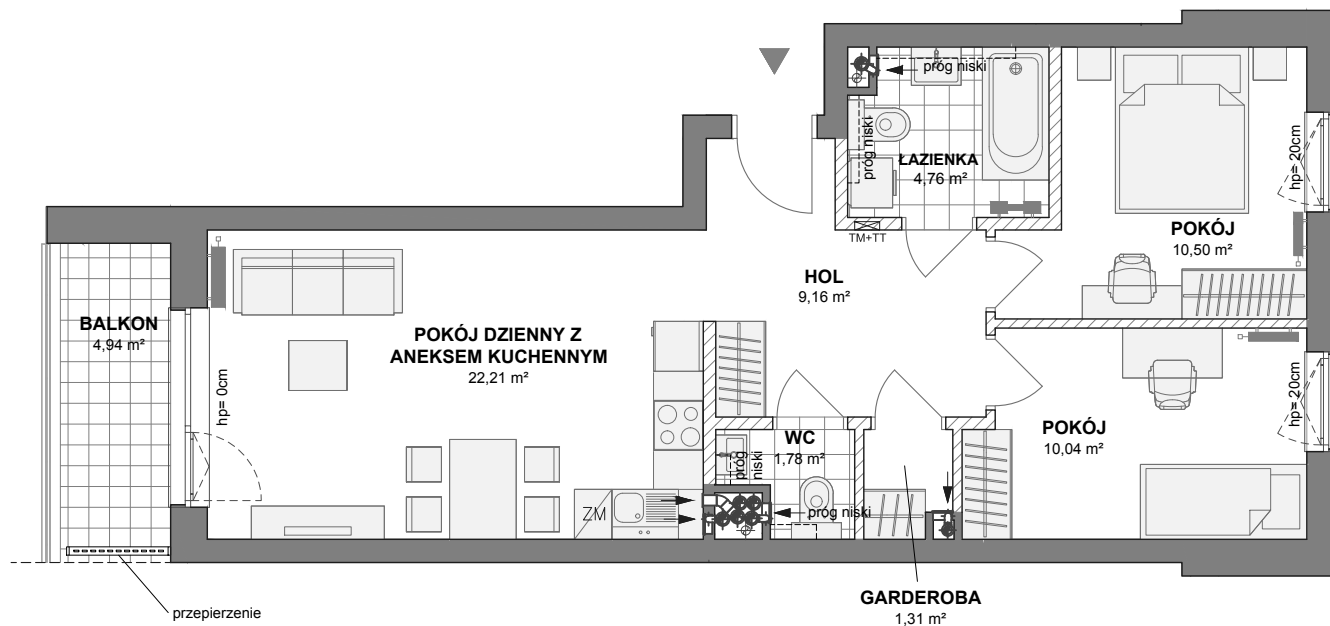 próg niski
próg niski
ŁAZIENKA
4,76 m²
hp= 20cm
POKÓJ
10,50 m²
TM+TT
HOL
9,16 m²
BALKON
4,94 m²
POKÓJ DZIENNY Z
ANEKSEM KUCHENNYM
22,21 m²
hp= 0cm
hp= 20cm
POKÓJ
10,04 m²
WC
1,78 m²
próg
niski
ZM
próg niski
GARDEROBA
1,31 m²
przepierzenie